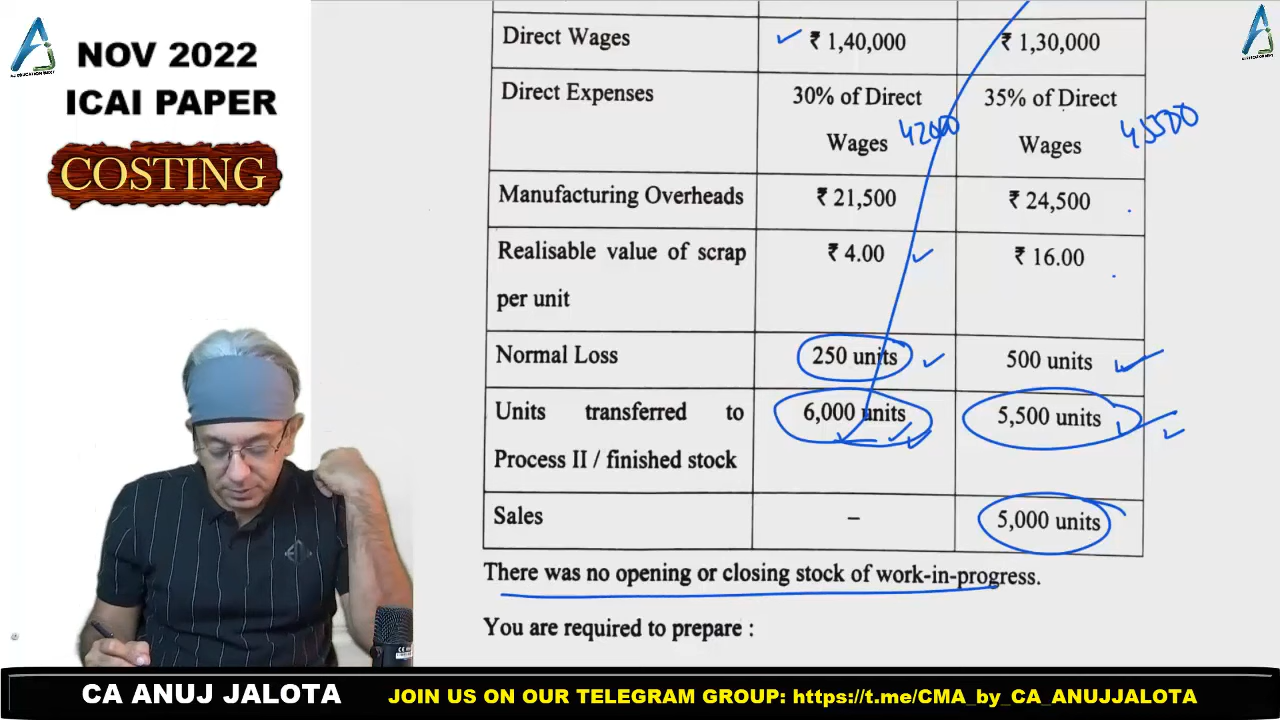 NOV 2022
ICAI PAPER
COSTING
Direct Wages ₹ 1,40,000 ₹ 1,30,000
Direct Expenses 30% of Direct 35% of Direct
Wages 42000 Wages 45500
Manufacturing Overheads ₹ 21,500 ₹ 24,500
Realisable value of scrap ₹ 4.00 ₹ 16.00
per unit
Normal Loss 250 units 500 units
Units transferred to 6,000 units 5,500 units
Process II / finished stock
Sales – 5,000 units
There was no opening or closing stock of work-in-progress.
You are required to prepare :
CA ANUJ JALOTA JOIN US ON OUR TELEGRAM GROUP: https://t.me/CMA_by_CA_ANUJJALOTA